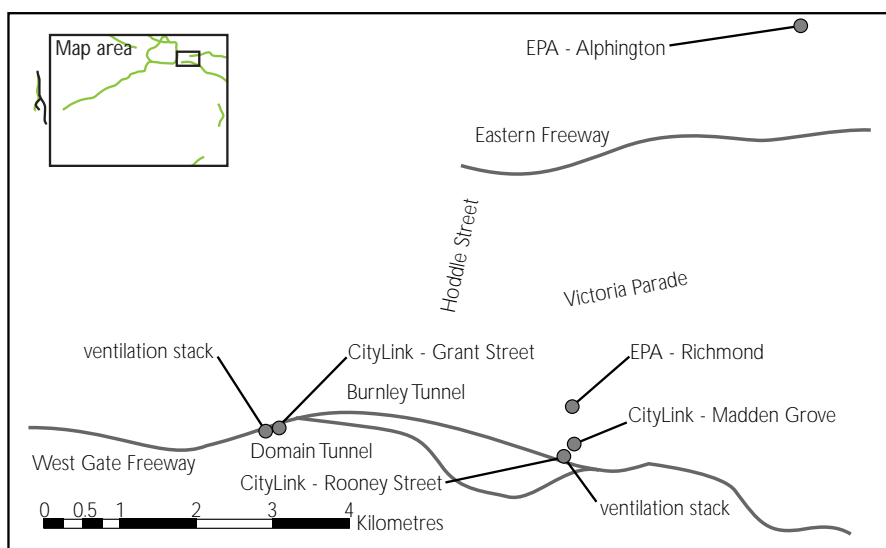 Map area
EPA - Alphington
Eastern Freeway
Hoddle Street
Victoria Parade
ventilation stack
CityLink - Grant Street
EPA - Richmond
Burnley Tunnel
CityLink - Madden Grove
Domain Tunnel
West Gate Freeway
CityLink - Rooney Street
ventilation stack
0 0.5 1 2 3 4
Kilometres